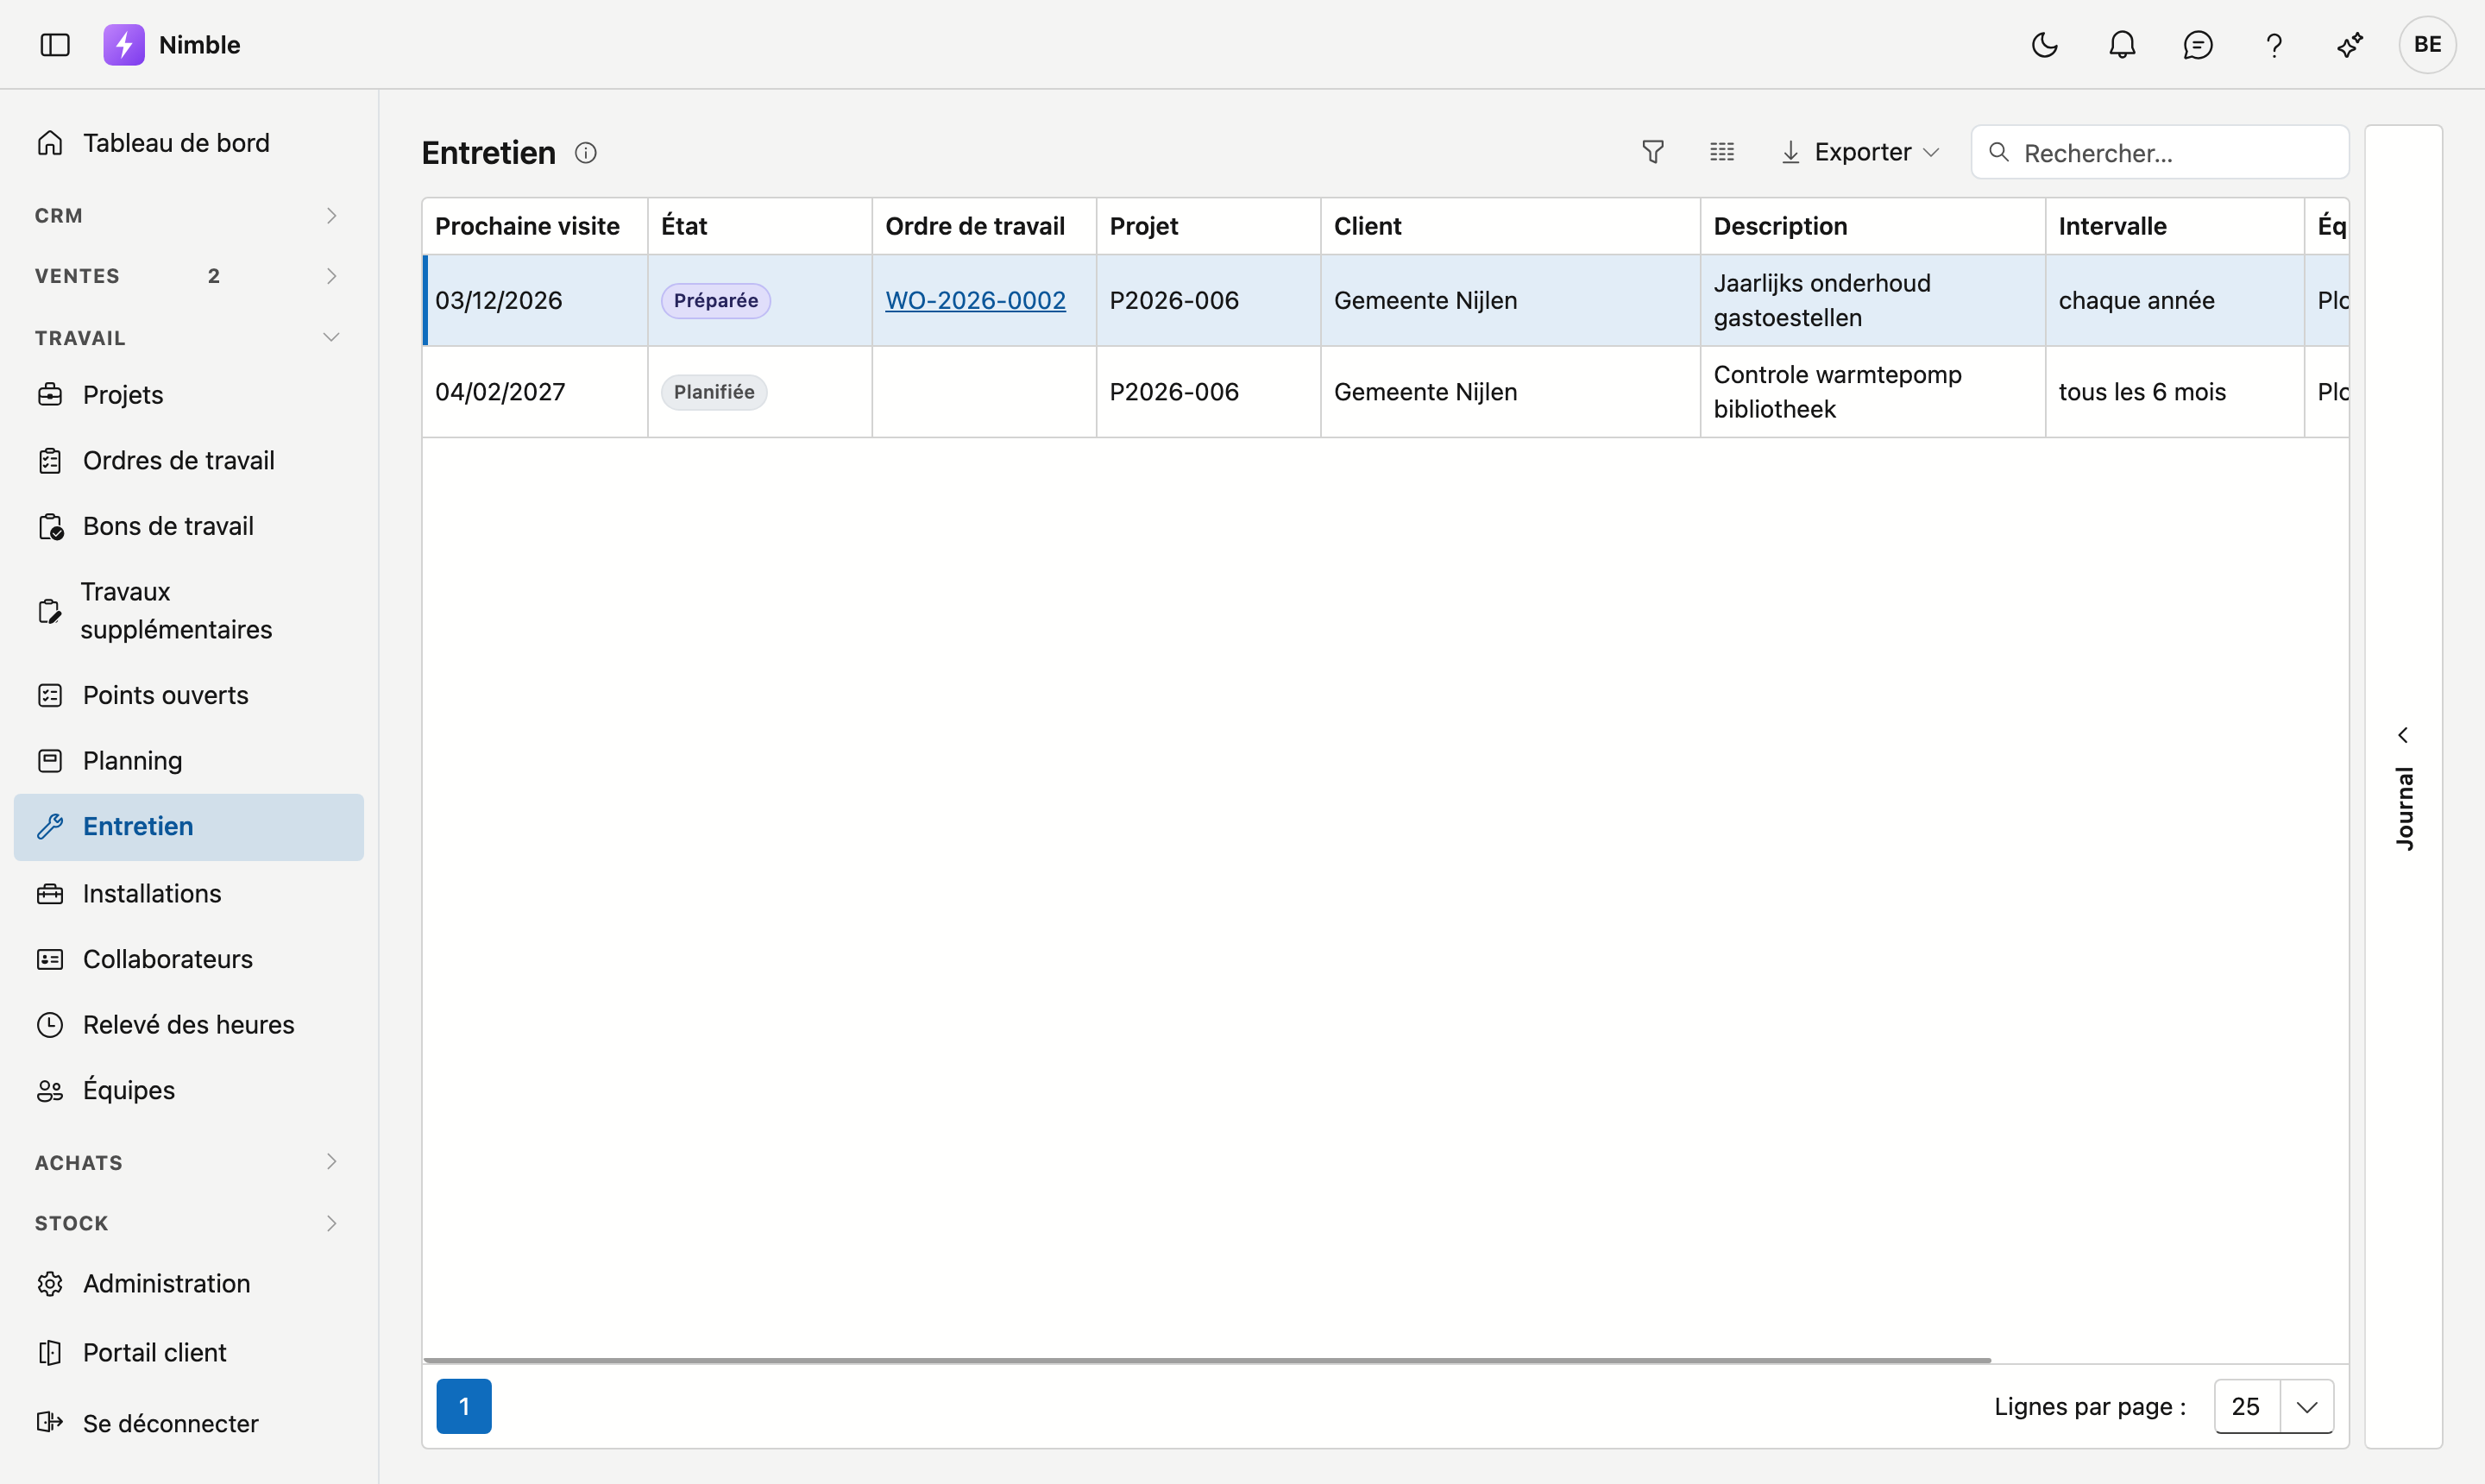 Nimble
BE
Tableau de bord
CRM
VENTES 2
TRAVAIL
Projets
Ordres de travail
Bons de travail
Travaux
supplémentaires
Points ouverts
Planning
Entretien
Installations
Collaborateurs
Relevé des heures
Équipes
ACHATS
STOCK
Administration
Portail client
Se déconnecter
Entretien
Exporter
Rechercher...
Prochaine visite État Ordre de travail Projet Client Description Intervalle Éq
03/12/2026 Préparée WO-2026-0002 P2026-006 Gemeente Nijlen Jaarlijks onderhoud
gastoestellen chaque année Plo
04/02/2027 Planifiée P2026-006 Gemeente Nijlen Controle warmtepomp
bibliotheek tous les 6 mois Plo
1
Lignes par page : 25
Journal